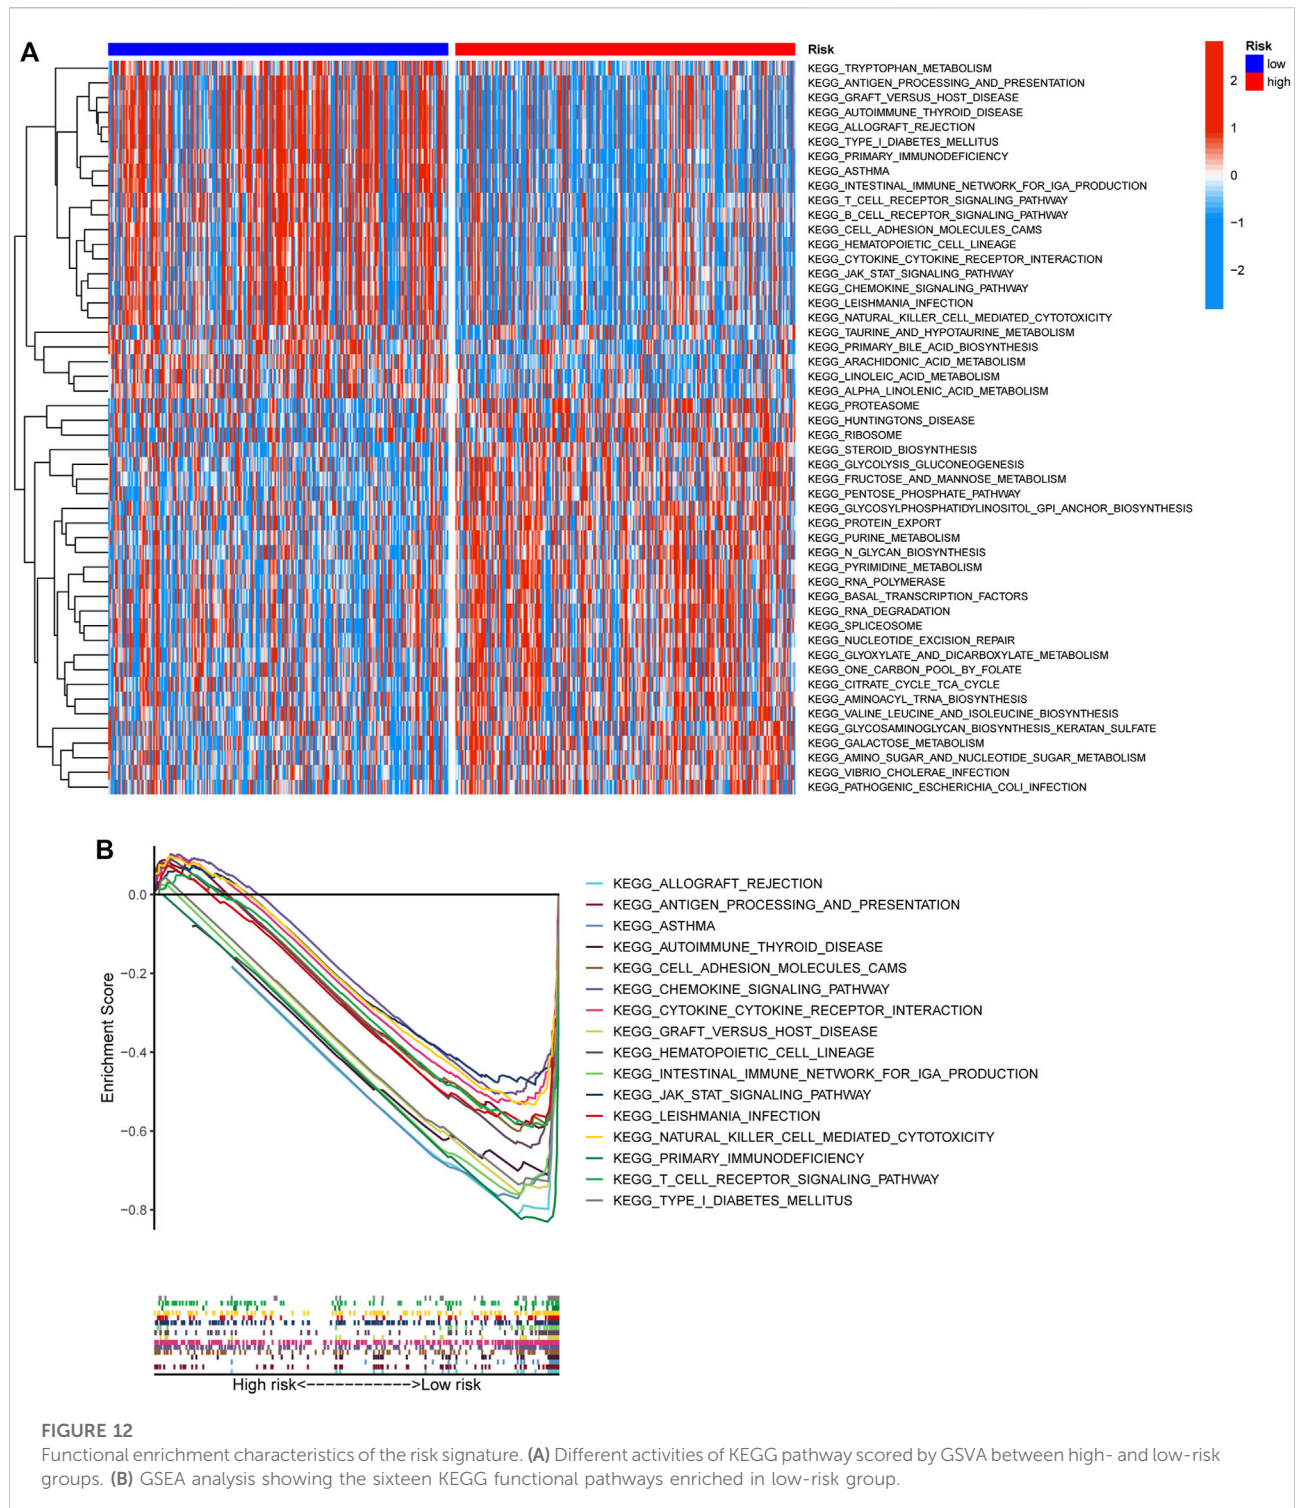 A
Risk
KEGG_TRYPTOPHAN_METABOLISM
KEGG_ANTIGEN_PROCESSING_AND_PRESENTATION
KEGG_GRAFT_VERSUS_HOST_DISEASE
KEGG_AUTOIMMUNE_THYROID_DISEASE
KEGG_ALLOGRAFT_REJECTION
KEGG_TYPE_I_DIABETES_MELLITUS
KEGG_PRIMARY_IMMUNODEFICIENCY
KEGG_ASTHMA
KEGG_INTESTINAL_IMMUNE_NETWORK_FOR_IGA_PRODUCTION
KEGG_T_CELL_RECEPTOR_SIGNALING_PATHWAY
KEGG_B_CELL_RECEPTOR_SIGNALING_PATHWAY
KEGG_CELL_ADHESION_MOLECULES_CAMS
KEGG_HEMATOPOIETIC_CELL_LINEAGE
KEGG_CYTOKINE_CYTOKINE_RECEPTOR_INTERACTION
KEGG_JAK_STAT_SIGNALING_PATHWAY
KEGG_CHEMOKINE_SIGNALING_PATHWAY
KEGG_LEISHMANIA_INFECTION
KEGG_NATURAL_KILLER_CELL_MEDIATED_CYTOTOXICITY
KEGG_TAURINE_AND_HYPOTAURINE_METABOLISM
KEGG_PRIMARY_BILE_ACID_BIOSYNTHESIS
KEGG_ARACHIDONIC_ACID_METABOLISM
KEGG_LINOLEIC_ACID_METABOLISM
KEGG_ALPHA_LINOLENIC_ACID_METABOLISM
KEGG_PROTEASOME
KEGG_HUNTINGTONS_DISEASE
KEGG_RIBOSOME
KEGG_STEROID_BIOSYNTHESIS
KEGG_GLYCOLYSIS_GLUCONEOGENESIS
KEGG_FRUCTOSE_AND_MANNOSE_METABOLISM
KEGG_PENTOSE_PHOSPHATE_PATHWAY
KEGG_GLYCOSYLPHOSPHATIDYLINOSITOL_GPI_ANCHOR_BIOSYNTHESIS
KEGG_PROTEIN_EXPORT
KEGG_PURINE_METABOLISM
KEGG_N_GLYCAN_BIOSYNTHESIS
KEGG_PYRIMIDINE_METABOLISM
KEGG_RNA_POLYMERASE
KEGG_BASAL_TRANSCRIPTION_FACTORS
KEGG_RNA_DEGRADATION
KEGG_SPLICEOSOME
KEGG_NUCLEOTIDE_EXCISION_REPAIR
KEGG_GLYOXYLATE_AND_DICARBOXYLATE_METABOLISM
KEGG_ONE_CARBON_POOL_BY_FOLATE
KEGG_CITRATE_CYCLE_TCA_CYCLE
KEGG_AMINOACYL_TRNA_BIOSYNTHESIS
KEGG_VALINE_LEUCINE_AND_ISOLEUCINE_BIOSYNTHESIS
KEGG_GLYCOSAMINOGLYCAN_BIOSYNTHESIS_KERATAN_SULFATE
KEGG_GALACTOSE_METABOLISM
KEGG_AMINO_SUGAR_AND_NUCLEOTIDE_SUGAR_METABOLISM
KEGG_VIBRIO_CHOLERAE_INFECTION
KEGG_PATHOGENIC_ESCHERICHIA_COLI_INFECTION
2
1
0
−1
−2
Risk
low
high
B
Enrichment Score
0.0
−0.2
−0.4
−0.6
−0.8
KEGG_ALLOGRAFT_REJECTION
KEGG_ANTIGEN_PROCESSING_AND_PRESENTATION
KEGG_ASTHMA
KEGG_AUTOIMMUNE_THYROID_DISEASE
KEGG_CELL_ADHESION_MOLECULES_CAMS
KEGG_CHEMOKINE_SIGNALING_PATHWAY
KEGG_CYTOKINE_CYTOKINE_RECEPTOR_INTERACTION
KEGG_GRAFT_VERSUS_HOST_DISEASE
KEGG_HEMATOPOIETIC_CELL_LINEAGE
KEGG_INTESTINAL_IMMUNE_NETWORK_FOR_IGA_PRODUCTION
KEGG_JAK_STAT_SIGNALING_PATHWAY
KEGG_LEISHMANIA_INFECTION
KEGG_NATURAL_KILLER_CELL_MEDIATED_CYTOTOXICITY
KEGG_PRIMARY_IMMUNODEFICIENCY
KEGG_T_CELL_RECEPTOR_SIGNALING_PATHWAY
KEGG_TYPE_I_DIABETES_MELLITUS
High risk<------------->Low risk
FIGURE 12
Functional enrichment characteristics of the risk signature. (A) Different activities of KEGG pathway scored by GSVA between high- and low-risk
groups. (B) GSEA analysis showing the sixteen KEGG functional pathways enriched in low-risk group.